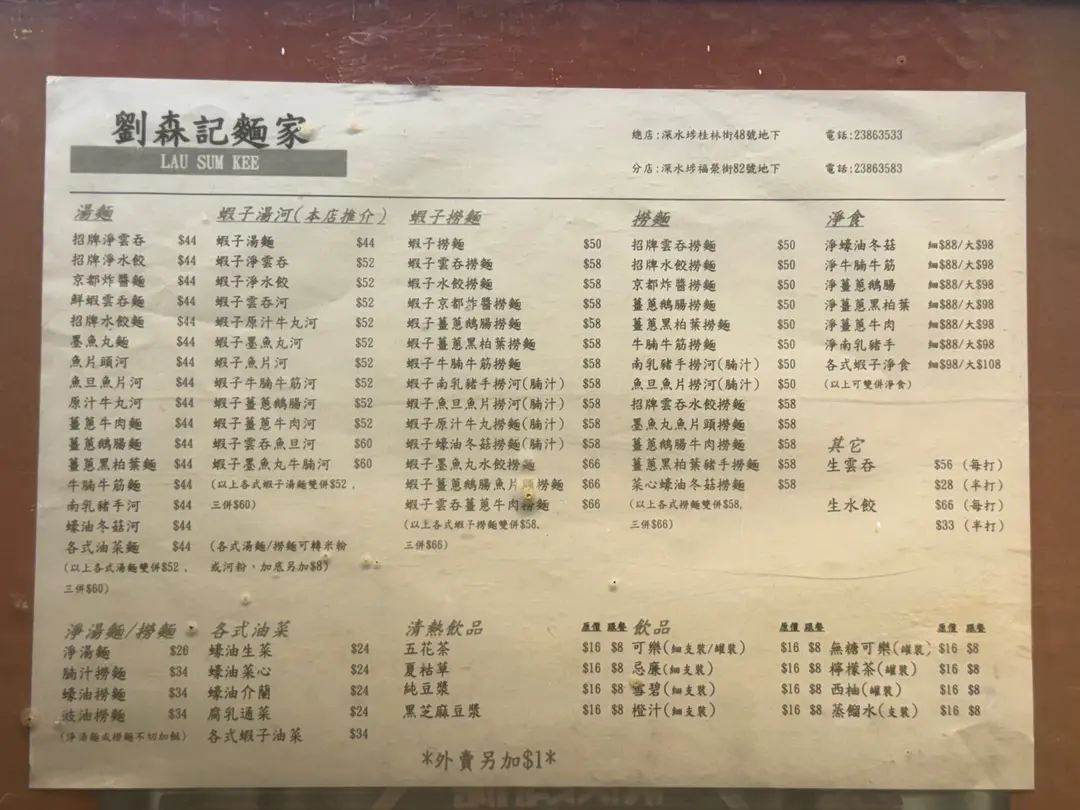 劉森記麵家
LAU SUM KEE
總店:深水埗桂林街48號地下 電話:23863533
分店:深水埗福榮街82號地下 電話:23863583
湯麵
招牌淨雲吞 $44
招牌淨水餃 $44
京都炸醬麵 $44
鮮蝦雲吞麵 $44
招牌水餃麵 $44
墨魚丸麵 $44
魚片頭河 $44
魚旦魚片河 $44
原汁牛丸河 $44
薑蔥牛肉麵 $44
薑蔥鵝腸麵 $44
薑蔥黑柏葉麵 $44
牛腩牛筋麵 $44
南乳豬手河 $44
蠔油冬菇河 $44
各式油菜麵 $44
(以上各式湯麵雙併$52，
三併$60)
蝦子湯河(本店推介)
蝦子湯麵 $44
蝦子淨雲吞 $52
蝦子淨水餃 $52
蝦子雲吞河 $52
蝦子原汁牛丸河 $52
蝦子墨魚丸河 $52
蝦子魚片河 $52
蝦子牛腩牛筋河 $52
蝦子薑蔥鵝腸河 $52
蝦子薑蔥牛肉河 $52
蝦子雲吞魚旦河 $60
蝦子墨魚丸牛腩河 $60
(以上各式蝦子湯麵雙併$52，
三併$60)
(各式湯麵/撈麵可轉米粉
或河粉，加底另加$8)
蝦子撈麵
蝦子撈麵 $50
蝦子雲吞撈麵 $58
蝦子水餃撈麵 $58
蝦子京都炸醬撈麵 $58
蝦子薑蔥鵝腸撈麵 $58
蝦子薑蔥黑柏葉撈麵 $58
蝦子牛腩牛筋撈麵 $58
蝦子南乳豬手撈河(腩汁) $58
蝦子魚旦魚片撈河(腩汁) $58
蝦子原汁牛丸撈麵(腩汁) $58
蝦子蠔油冬菇撈麵(腩汁) $58
蝦子墨魚丸水餃撈麵 $66
蝦子薑蔥鵝腸魚片頭撈麵 $66
蝦子雲吞薑蔥牛肉撈麵 $66
(以上各式蝦子撈麵雙併$58，
三併$66)
撈麵
招牌雲吞撈麵 $50
招牌水餃撈麵 $50
京都炸醬撈麵 $50
薑蔥鵝腸撈麵 $50
薑蔥黑柏葉撈麵 $50
牛腩牛筋撈麵 $50
南乳豬手撈河(腩汁) $50
魚旦魚片撈河(腩汁) $50
招牌雲吞水餃撈麵 $58
墨魚丸魚片頭撈麵 $58
薑蔥鵝腸牛肉撈麵 $58
薑蔥黑柏葉豬手撈麵 $58
菜心蠔油冬菇撈麵 $58
(以上各式撈麵雙併$58，
三併$66)
淨食
淨蠔油冬菇 細$88/大$98
淨牛腩牛筋 細$88/大$98
淨薑蔥鵝腸 細$88/大$98
淨薑蔥黑柏葉 細$88/大$98
淨薑蔥牛肉 細$88/大$98
淨南乳豬手 細$88/大$98
各式蝦子淨食 細$98/大$108
(以上可雙併淨食)
其它
生雲吞 $56 (每打)
$28 (半打)
生水餃 $66 (每打)
$33 (半打)
淨湯麵/撈麵
淨湯麵 $26
腩汁撈麵 $34
蠔油撈麵 $34
豉油撈麵 $34
(淨湯麵或撈麵不切加餸)
各式油菜
蠔油生菜 $24
蠔油菜心 $24
蠔油介蘭 $24
腐乳通菜 $24
各式蝦子油菜 $34
清熱飲品 原價 跟餐
五花茶 $16 $8
夏枯草 $16 $8
純豆漿 $16 $8
黑芝麻豆漿 $16 $8
飲品 原價 跟餐
可樂(細支裝/罐裝) $16 $8
忌廉(細支裝) $16 $8
雪碧(細支裝) $16 $8
橙汁(細支裝) $16 $8
原價 跟餐
無糖可樂(罐裝) $16 $8
檸檬茶(罐裝) $16 $8
西柚(罐裝) $16 $8
蒸餾水(支裝) $16 $8
*外賣另加$1*